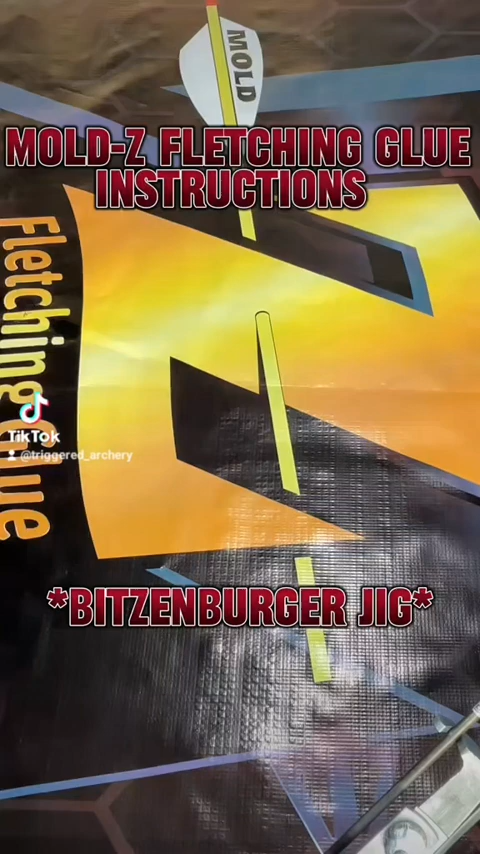 MOLD
MOLD-Z FLETCHING GLUE
INSTRUCTIONS
Fletching Glue
TikTok
@triggered_archery
*BITZENBURGER JIG*